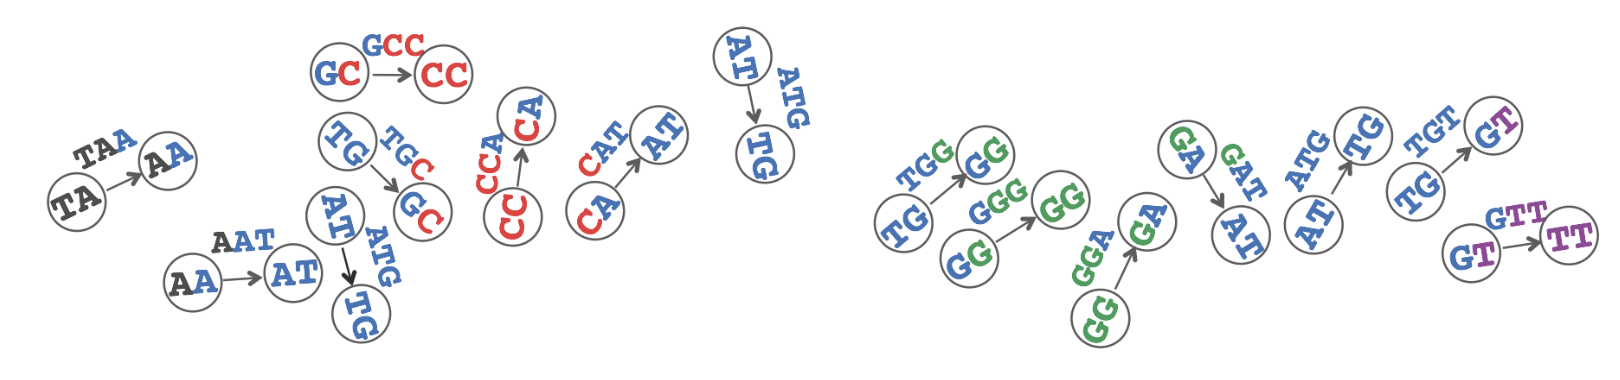 TA TAA AA
AA AAT AT
GC GCC CC
TG TGC GC
AT ATG TG
CC CCA CA
CA CAT AT
AT ATG TG
TG TGG GG
GG GGG GG
GG GGA GA
GA GAT AT
AT ATG TG
TG TGT GT
GT GTT TT